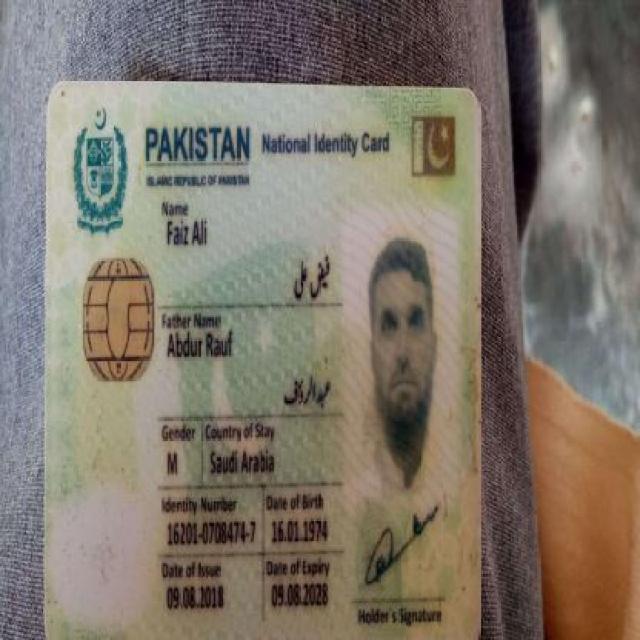 PAKISTAN National Identity Card
ISLAMIC REPUBLIC OF PAKISTAN
Name
Faiz Ali
فیض علی
Father Name
Abdur Rauf
عبدالروف
Gender Country of Stay
M Saudi Arabia
Identity Number Date of Birth
16201-0708474-7 16.01.1974
Date of Issue Date of Expiry
09.08.2018 09.08.2028
Holder's Signature